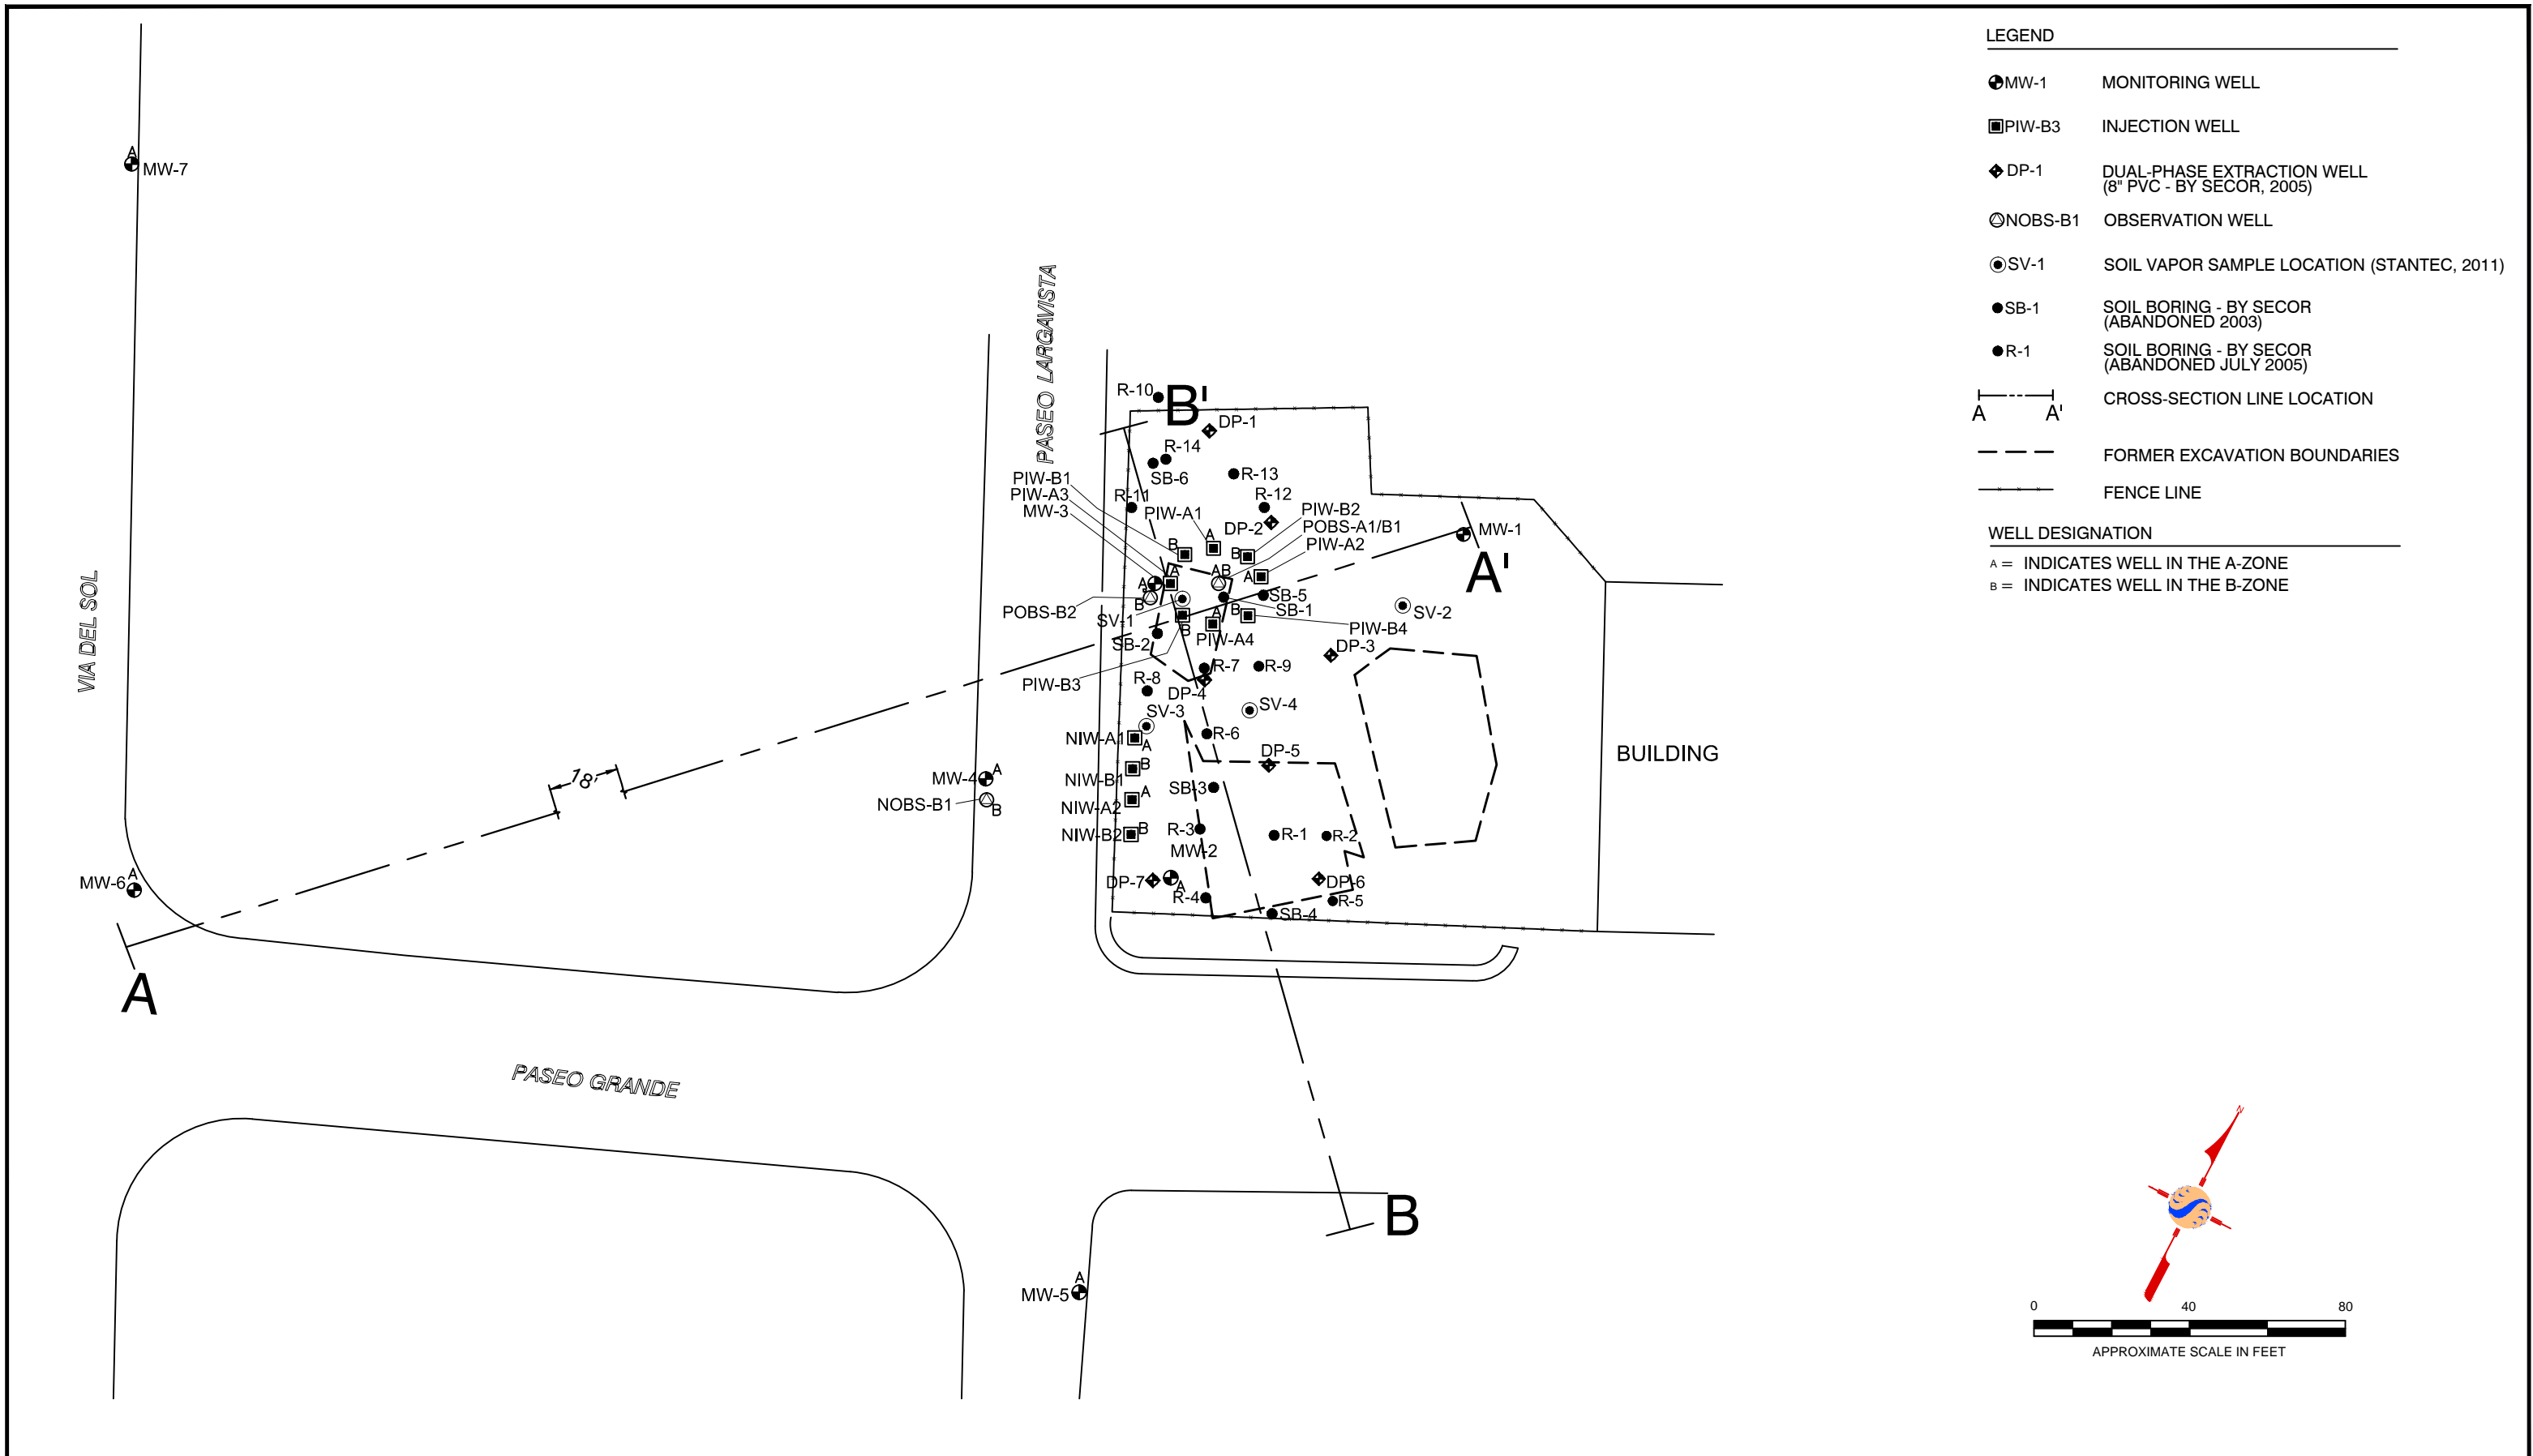 LEGEND
MW-1 MONITORING WELL
PIW-B3 INJECTION WELL
DP-1 DUAL-PHASE EXTRACTION WELL
(8" PVC - BY SECOR, 2005)
NOBS-B1 OBSERVATION WELL
SV-1 SOIL VAPOR SAMPLE LOCATION (STANTEC, 2011)
SB-1 SOIL BORING - BY SECOR
(ABANDONED 2003)
R-1 SOIL BORING - BY SECOR
(ABANDONED JULY 2005)
CROSS-SECTION LINE LOCATION
A A'
FORMER EXCAVATION BOUNDARIES
FENCE LINE
WELL DESIGNATION
A = INDICATES WELL IN THE A-ZONE
B = INDICATES WELL IN THE B-ZONE
A
MW-7
VIA DEL SOL
PASEO LARGAVISTA
R-10
B'
DP-1
R-14
SB-6
R-13
PIW-B1
PIW-A3
MW-3
R-11
R-12
PIW-A1
DP-2
PIW-B2
POBS-A1/B1
PIW-A2
MW-1
A'
B
A
B
A
A
AB
A
B
POBS-B2
SV-1
SB-5
SB-1
SV-2
A
B
B
PIW-B4
PIW-A4
SB-2
DP-3
R-7
R-9
PIW-B3
R-8
DP-4
SV-3
SV-4
R-6
NIW-A1
A
DP-5
BUILDING
18'
MW-4
A
NIW-B1
B
NOBS-B1
B
SB-3
NIW-A2
A
NIW-B2
B
R-3
R-1
R-2
MW-2
MW-6
A
DP-7
A
DP-6
R-4
R-5
SB-4
A
PASEO GRANDE
B
A
MW-5
N
0 40 80
APPROXIMATE SCALE IN FEET